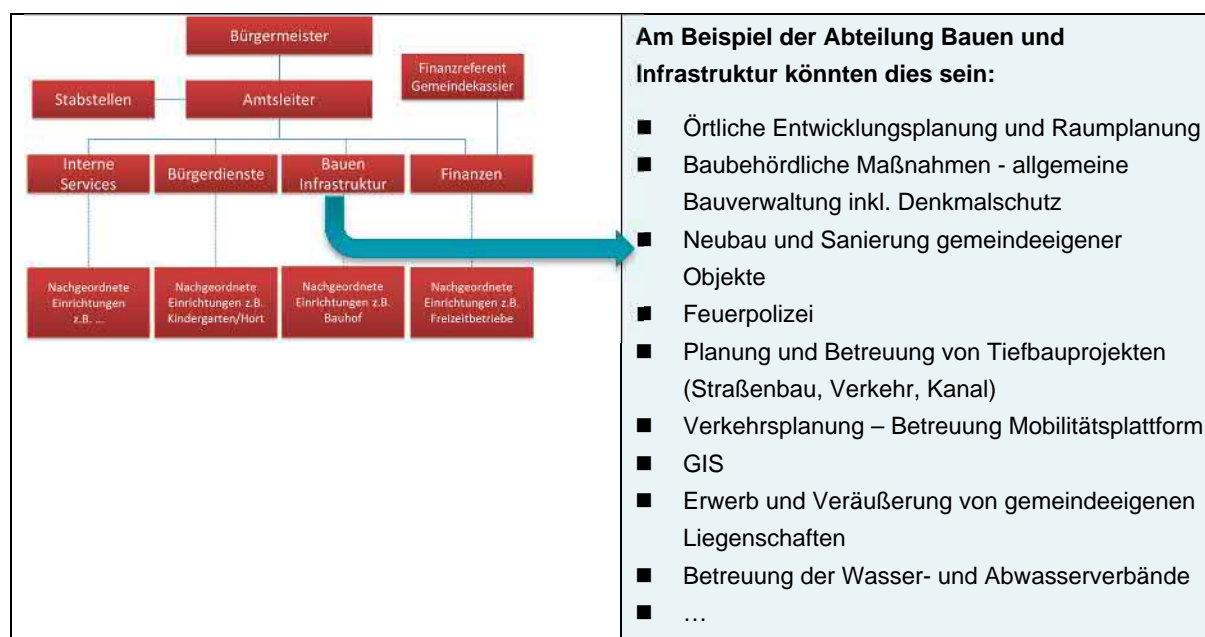 Bürgermeister
Finanzreferent
Gemeindekassier
Stabstellen
Amtsleiter
Interne
Services
Bürgerdienste
Bauen
Infrastruktur
Finanzen
Nachgeordnete
Einrichtungen
z.B. ...
Nachgeordnete
Einrichtungen z.B.
Kindergarten/Hort
Nachgeordnete
Einrichtungen z.B.
Bauhof
Nachgeordnete
Einrichtungen z.B.
Freizeitbetriebe
Am Beispiel der Abteilung Bauen und
Infrastruktur könnten dies sein:
■ Örtliche Entwicklungsplanung und Raumplanung
■ Baubehördliche Maßnahmen - allgemeine
Bauverwaltung inkl. Denkmalschutz
■ Neubau und Sanierung gemeindeeigener
Objekte
■ Feuerpolizei
■ Planung und Betreuung von Tiefbauprojekten
(Straßenbau, Verkehr, Kanal)
■ Verkehrsplanung – Betreuung Mobilitätsplattform
■ GIS
■ Erwerb und Veräußerung von gemeindeeigenen
Liegenschaften
■ Betreuung der Wasser- und Abwasserverbände
■ …